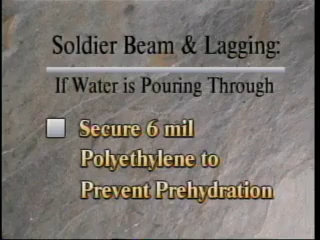 Soldier Beam & Lagging:
If Water is Pouring Through
Secure 6 mil
Polyethylene to
Prevent Prehydration